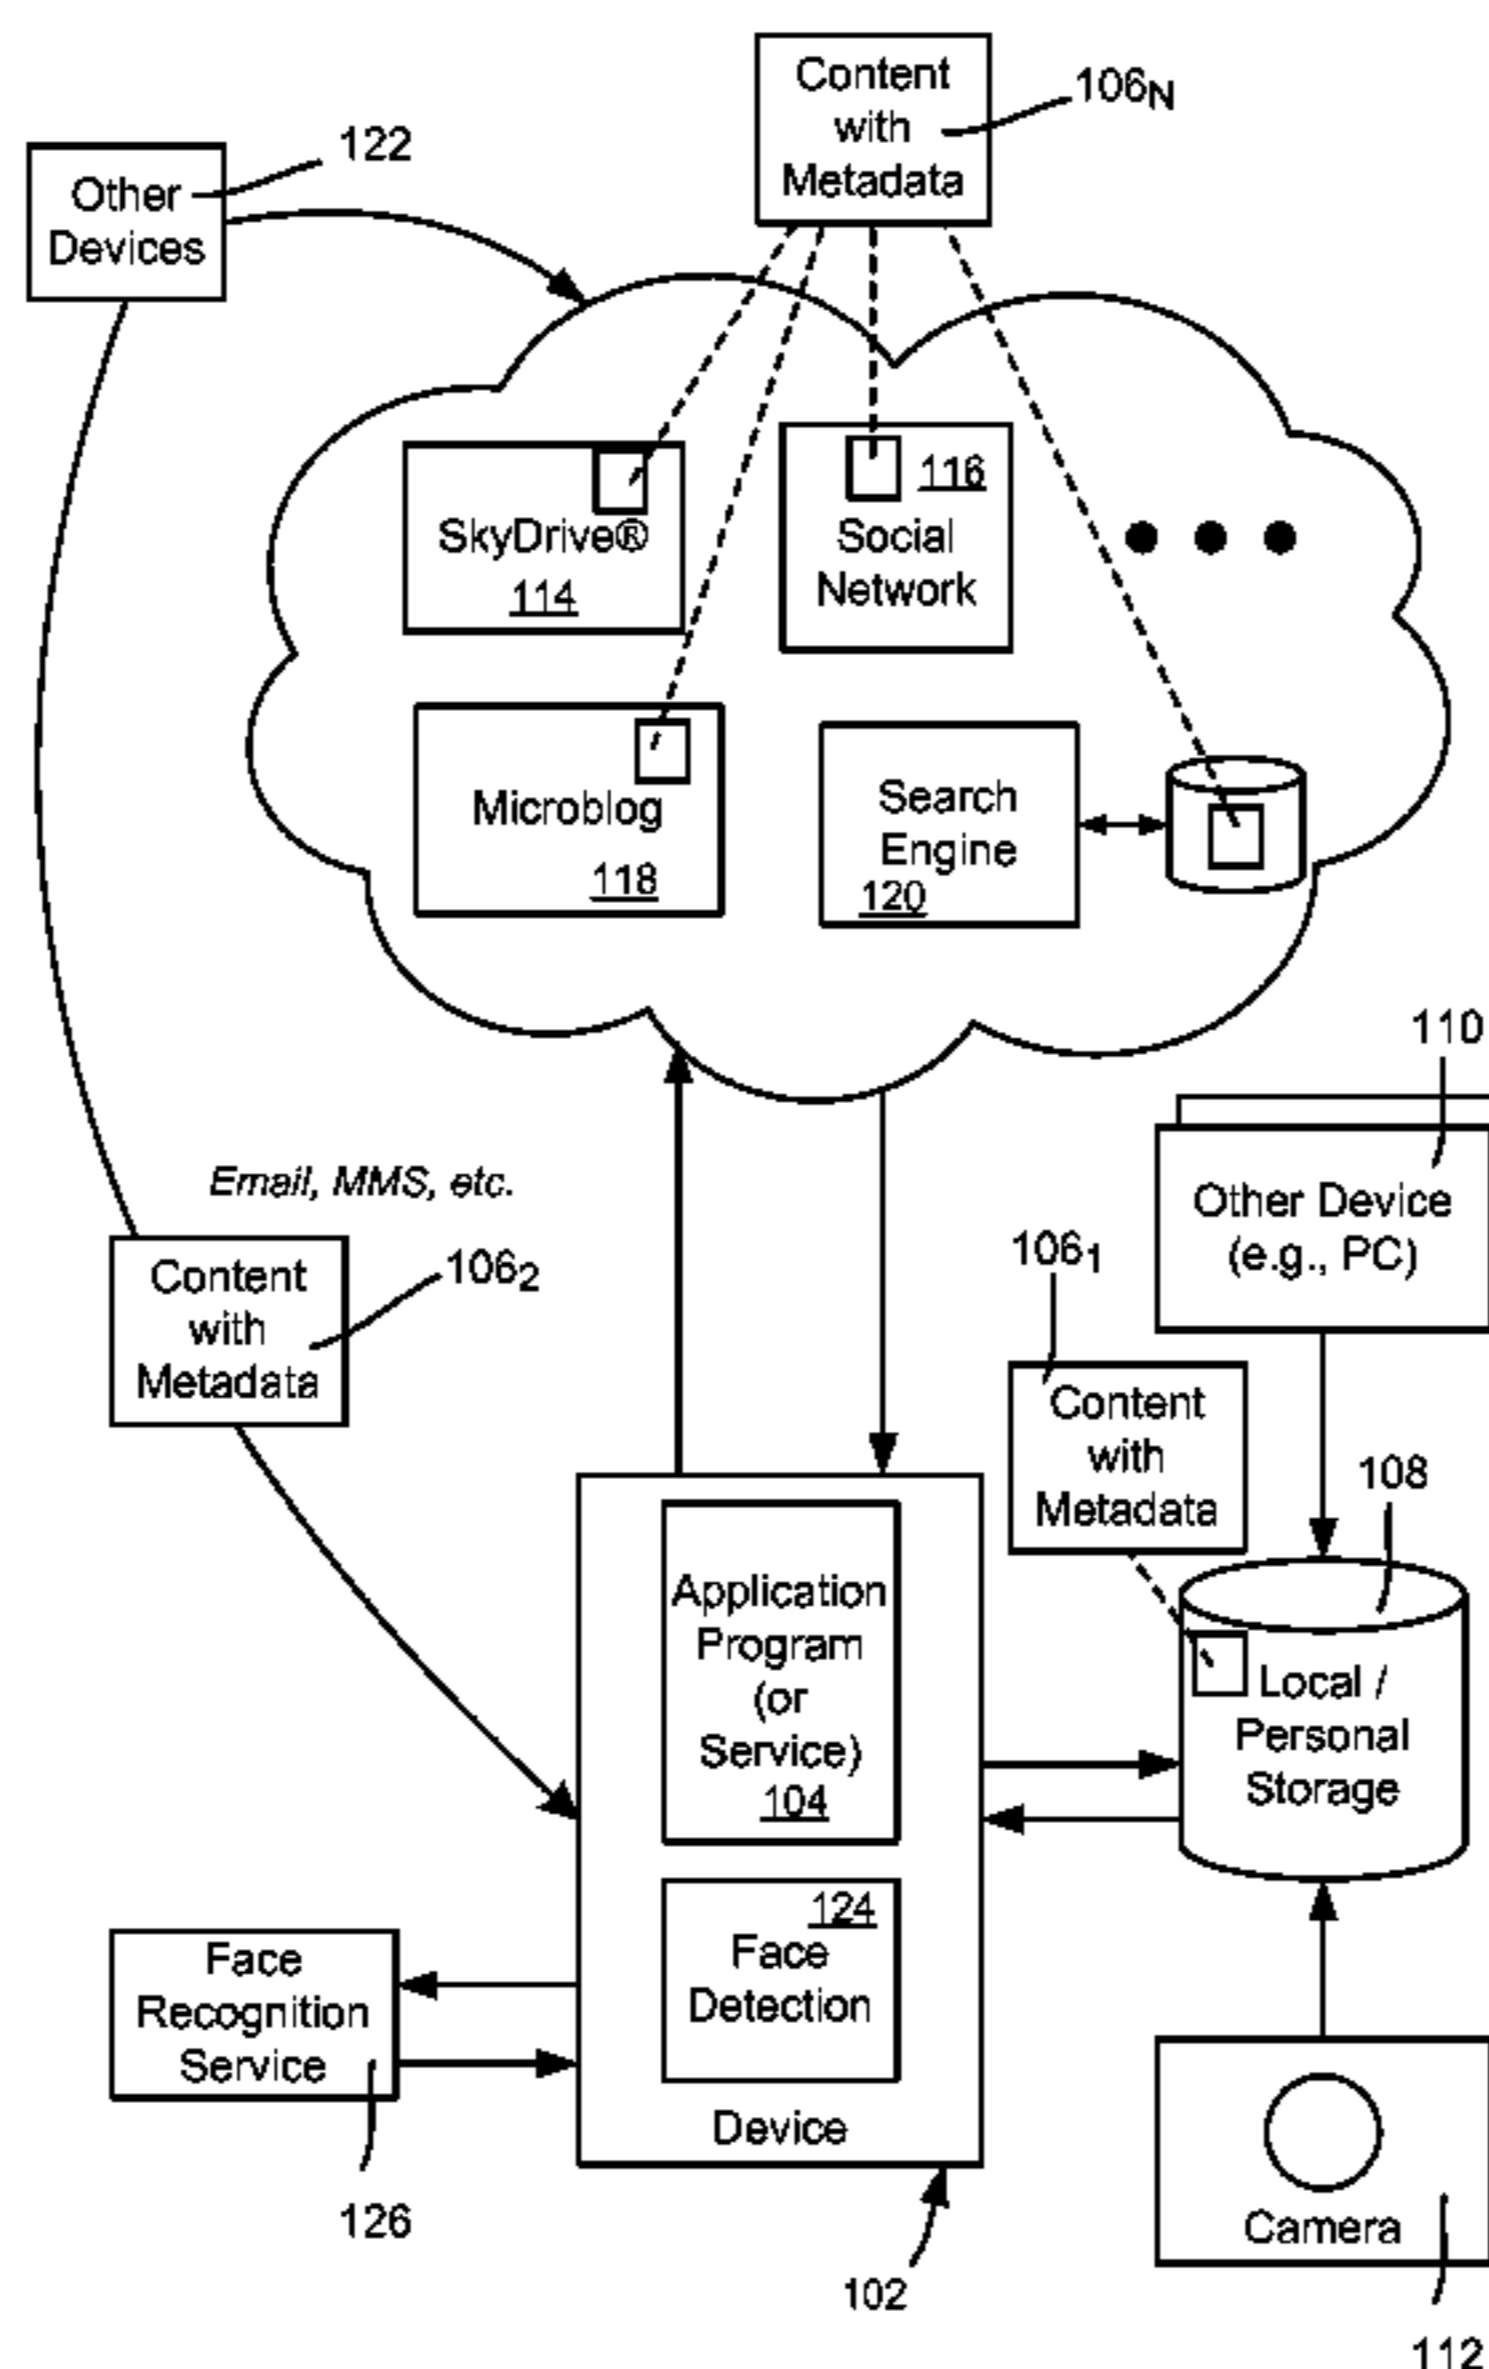 Content
with
Metadata
106N
122
Other
Devices
116
SkyDrive®
114
Social
Network
Microblog
118
Search
Engine
120
110
Email, MMS, etc.
Other Device
(e.g., PC)
Content
with
Metadata
1062
1061
Content
with
Metadata
108
Application
Program
(or
Service)
104
Local /
Personal
Storage
124
Face
Detection
Face
Recognition
Service
Device
126
102
Camera
112